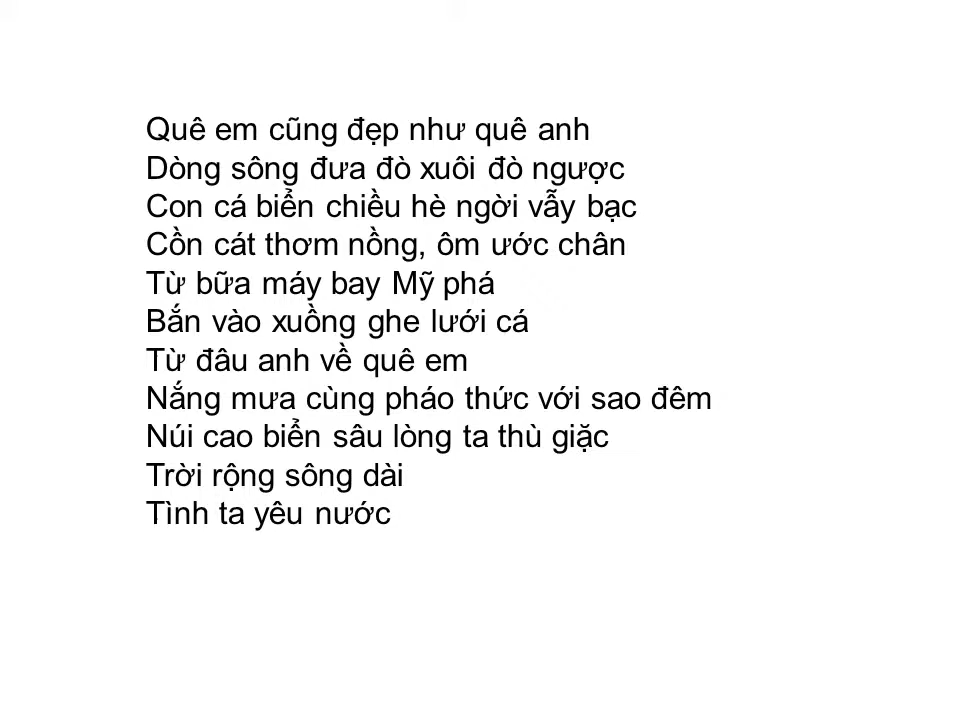 Quê em cũng đẹp như quê anh
Dòng sông đưa đò xuôi đò ngược
Con cá biển chiều hè ngời vẫy bạc
Cồn cát thơm nồng, ôm ước chân
Từ bữa máy bay Mỹ phá
Bắn vào xuồng ghe lưới cá
Từ đâu anh về quê em
Nắng mưa cùng pháo thức với sao đêm
Núi cao biển sâu lòng ta thù giặc
Trời rộng sông dài
Tình ta yêu nước